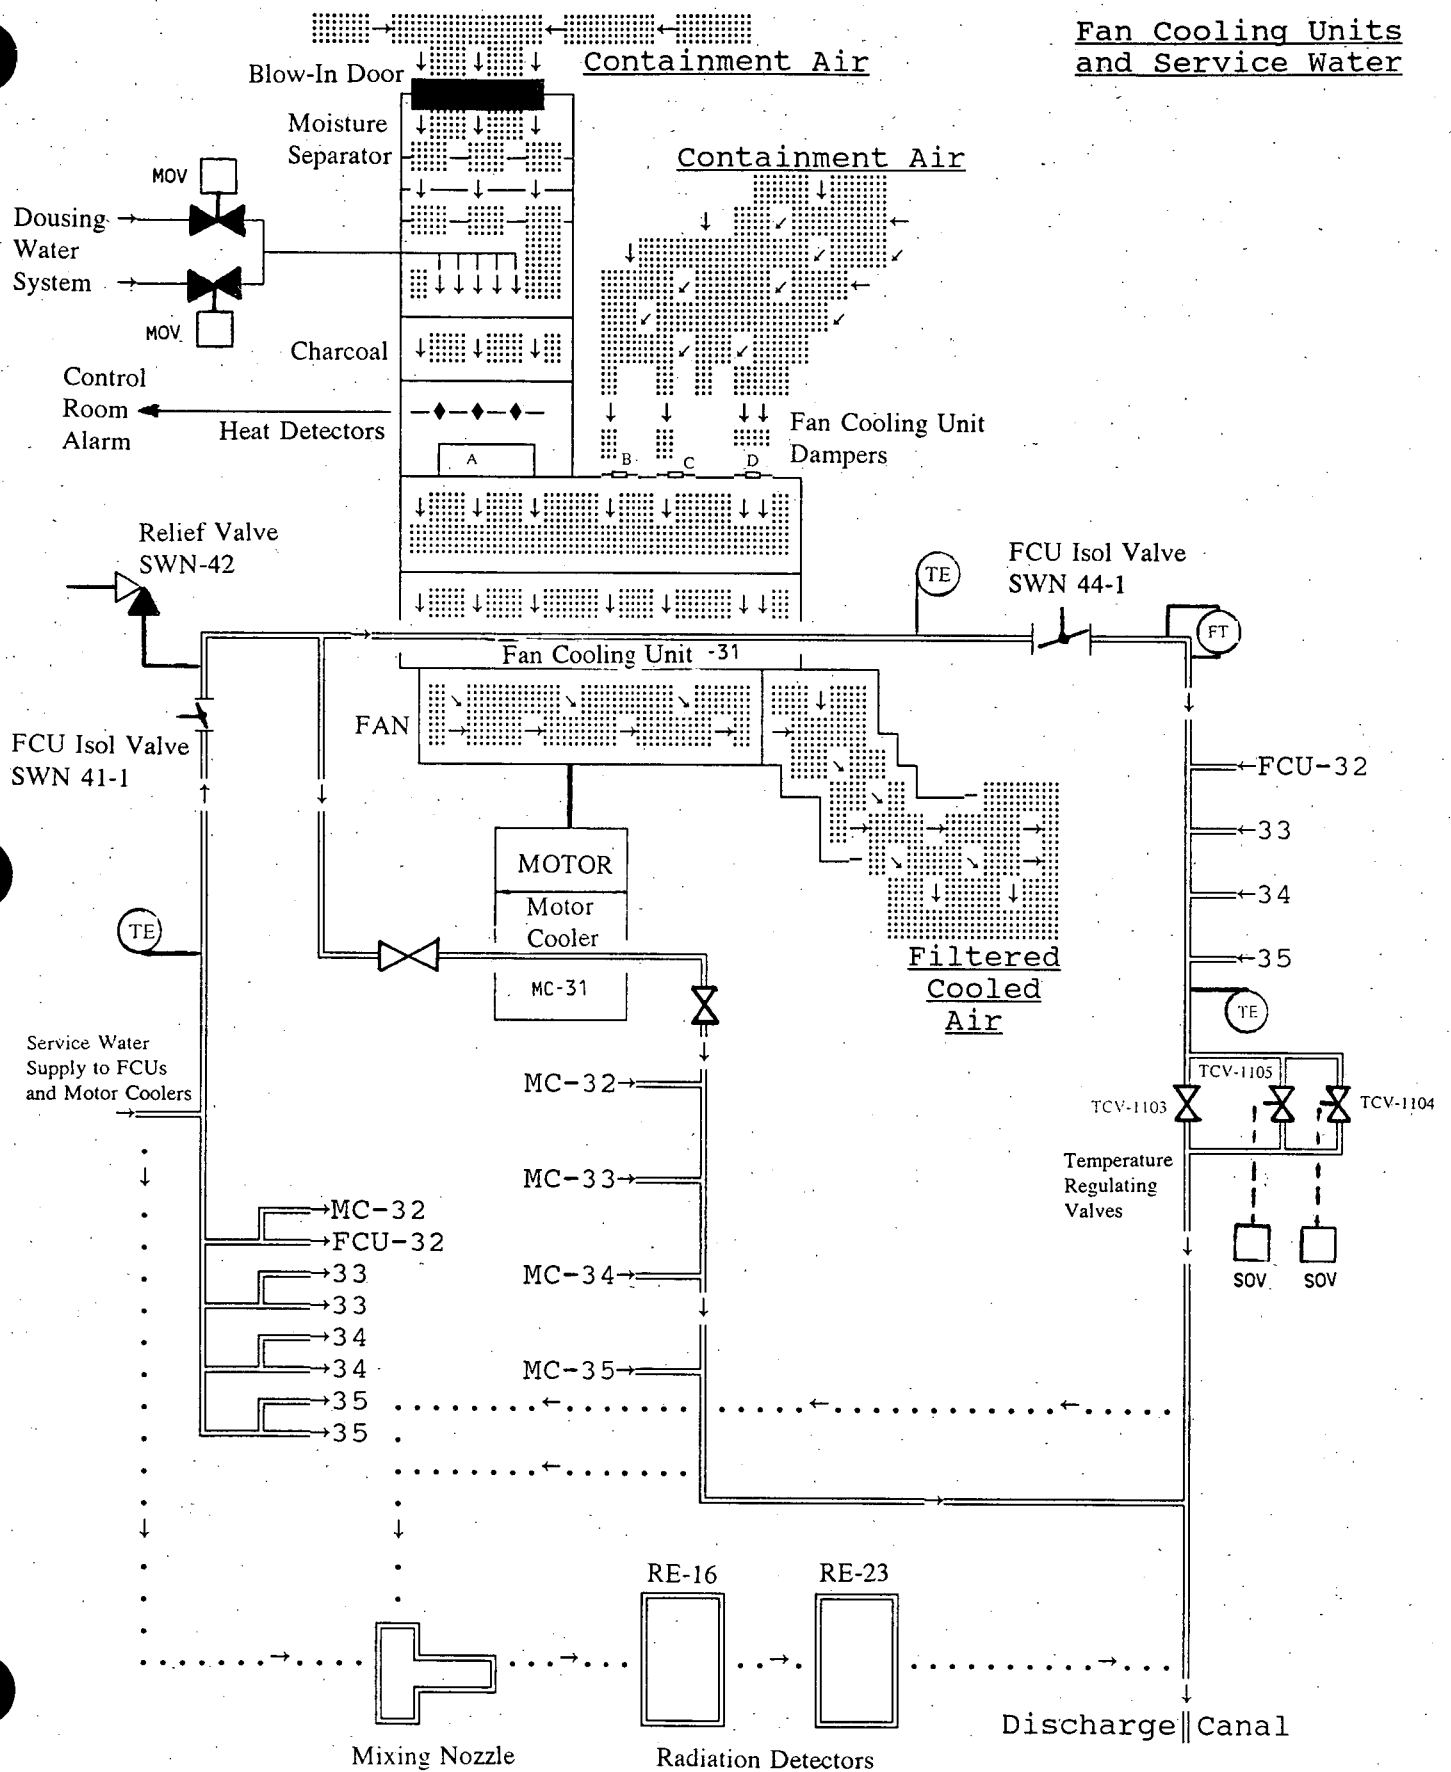 Fan Cooling Units
and Service Water
Containment Air
Blow-In Door
Moisture
Separator
Containment Air
MOV
Dousing
Water
System
MOV
Charcoal
Control
Room
Alarm
Heat Detectors
Fan Cooling Unit
Dampers
A
B
C
D
Relief Valve
SWN-42
TE
FCU Isol Valve
SWN 44-1
FT
Fan Cooling Unit -31
FAN
FCU Isol Valve
SWN 41-1
FCU-32
33
34
35
TE
MOTOR
Motor
Cooler
MC-31
TE
Filtered
Cooled
Air
Service Water
Supply to FCUs
and Motor Coolers
MC-32
MC-33
MC-34
MC-35
TCV-1105
TCV-1103
TCV-1104
Temperature
Regulating
Valves
SOV
SOV
MC-32
FCU-32
33
33
34
34
35
35
RE-16
RE-23
Mixing Nozzle
Radiation Detectors
Discharge Canal